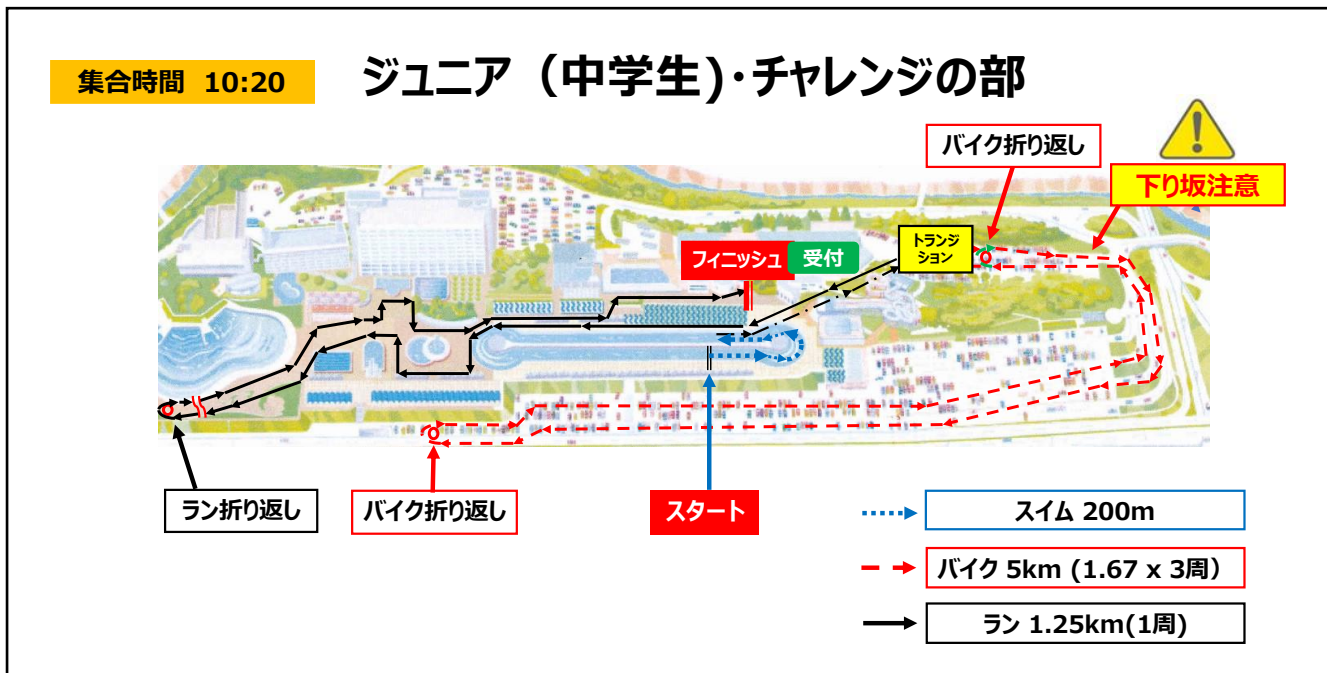 集合時間 10:20
ジュニア（中学生)･チャレンジの部
バイク折り返し
下り坂注意
トランジ
ション
フィニッシュ
受付
ラン折り返し
バイク折り返し
スタート
スイム 200m
バイク 5km (1.67 x 3周）
ラン 1.25km(1周)